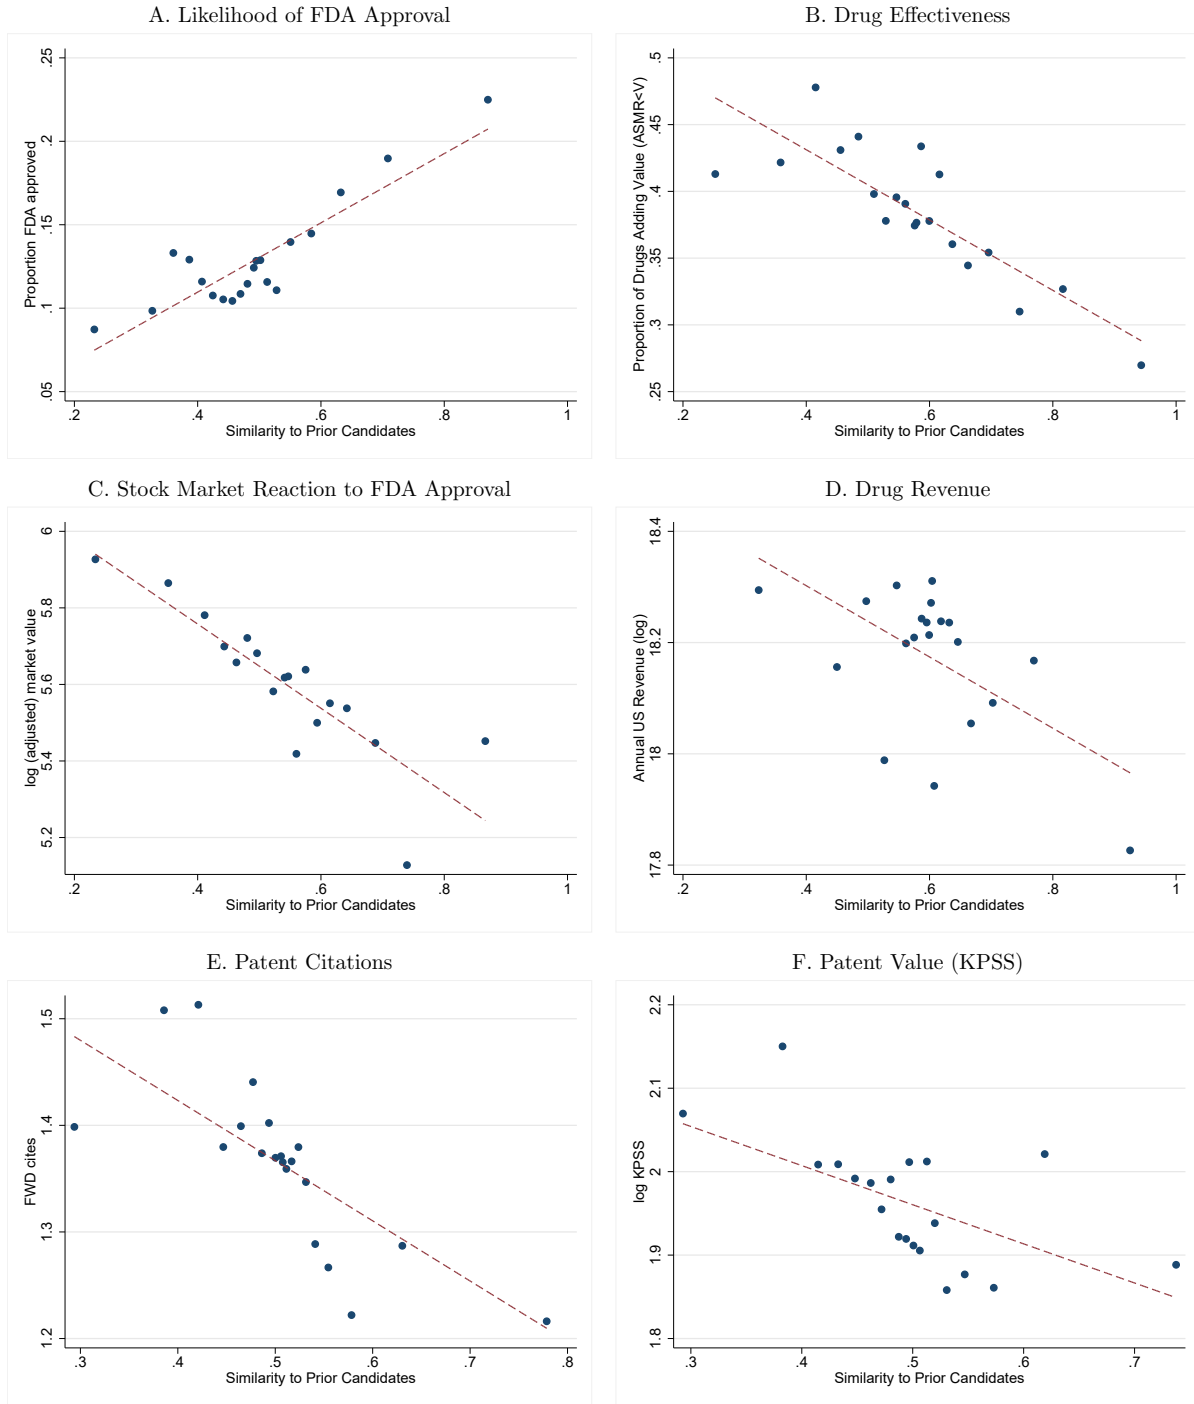 A. Likelihood of FDA Approval
Proportion FDA approved
.25
.2
.15
.1
.05
.2 .4 .6 .8 1
Similarity to Prior Candidates
B. Drug Effectiveness
Proportion of Drugs Adding Value (ASMR<V)
.5
.45
.4
.35
.3
.25
.2 .4 .6 .8 1
Similarity to Prior Candidates
C. Stock Market Reaction to FDA Approval
log (adjusted) market value
6
5.8
5.6
5.4
5.2
.2 .4 .6 .8 1
Similarity to Prior Candidates
D. Drug Revenue
Annual US Revenue (log)
18.4
18.2
18
17.8
.2 .4 .6 .8 1
Similarity to Prior Candidates
E. Patent Citations
FWD cites
1.5
1.4
1.3
1.2
.3 .4 .5 .6 .7 .8
Similarity to Prior Candidates
F. Patent Value (KPSS)
log KPSS
2.2
2.1
2
1.9
1.8
.3 .4 .5 .6 .7
Similarity to Prior Candidates